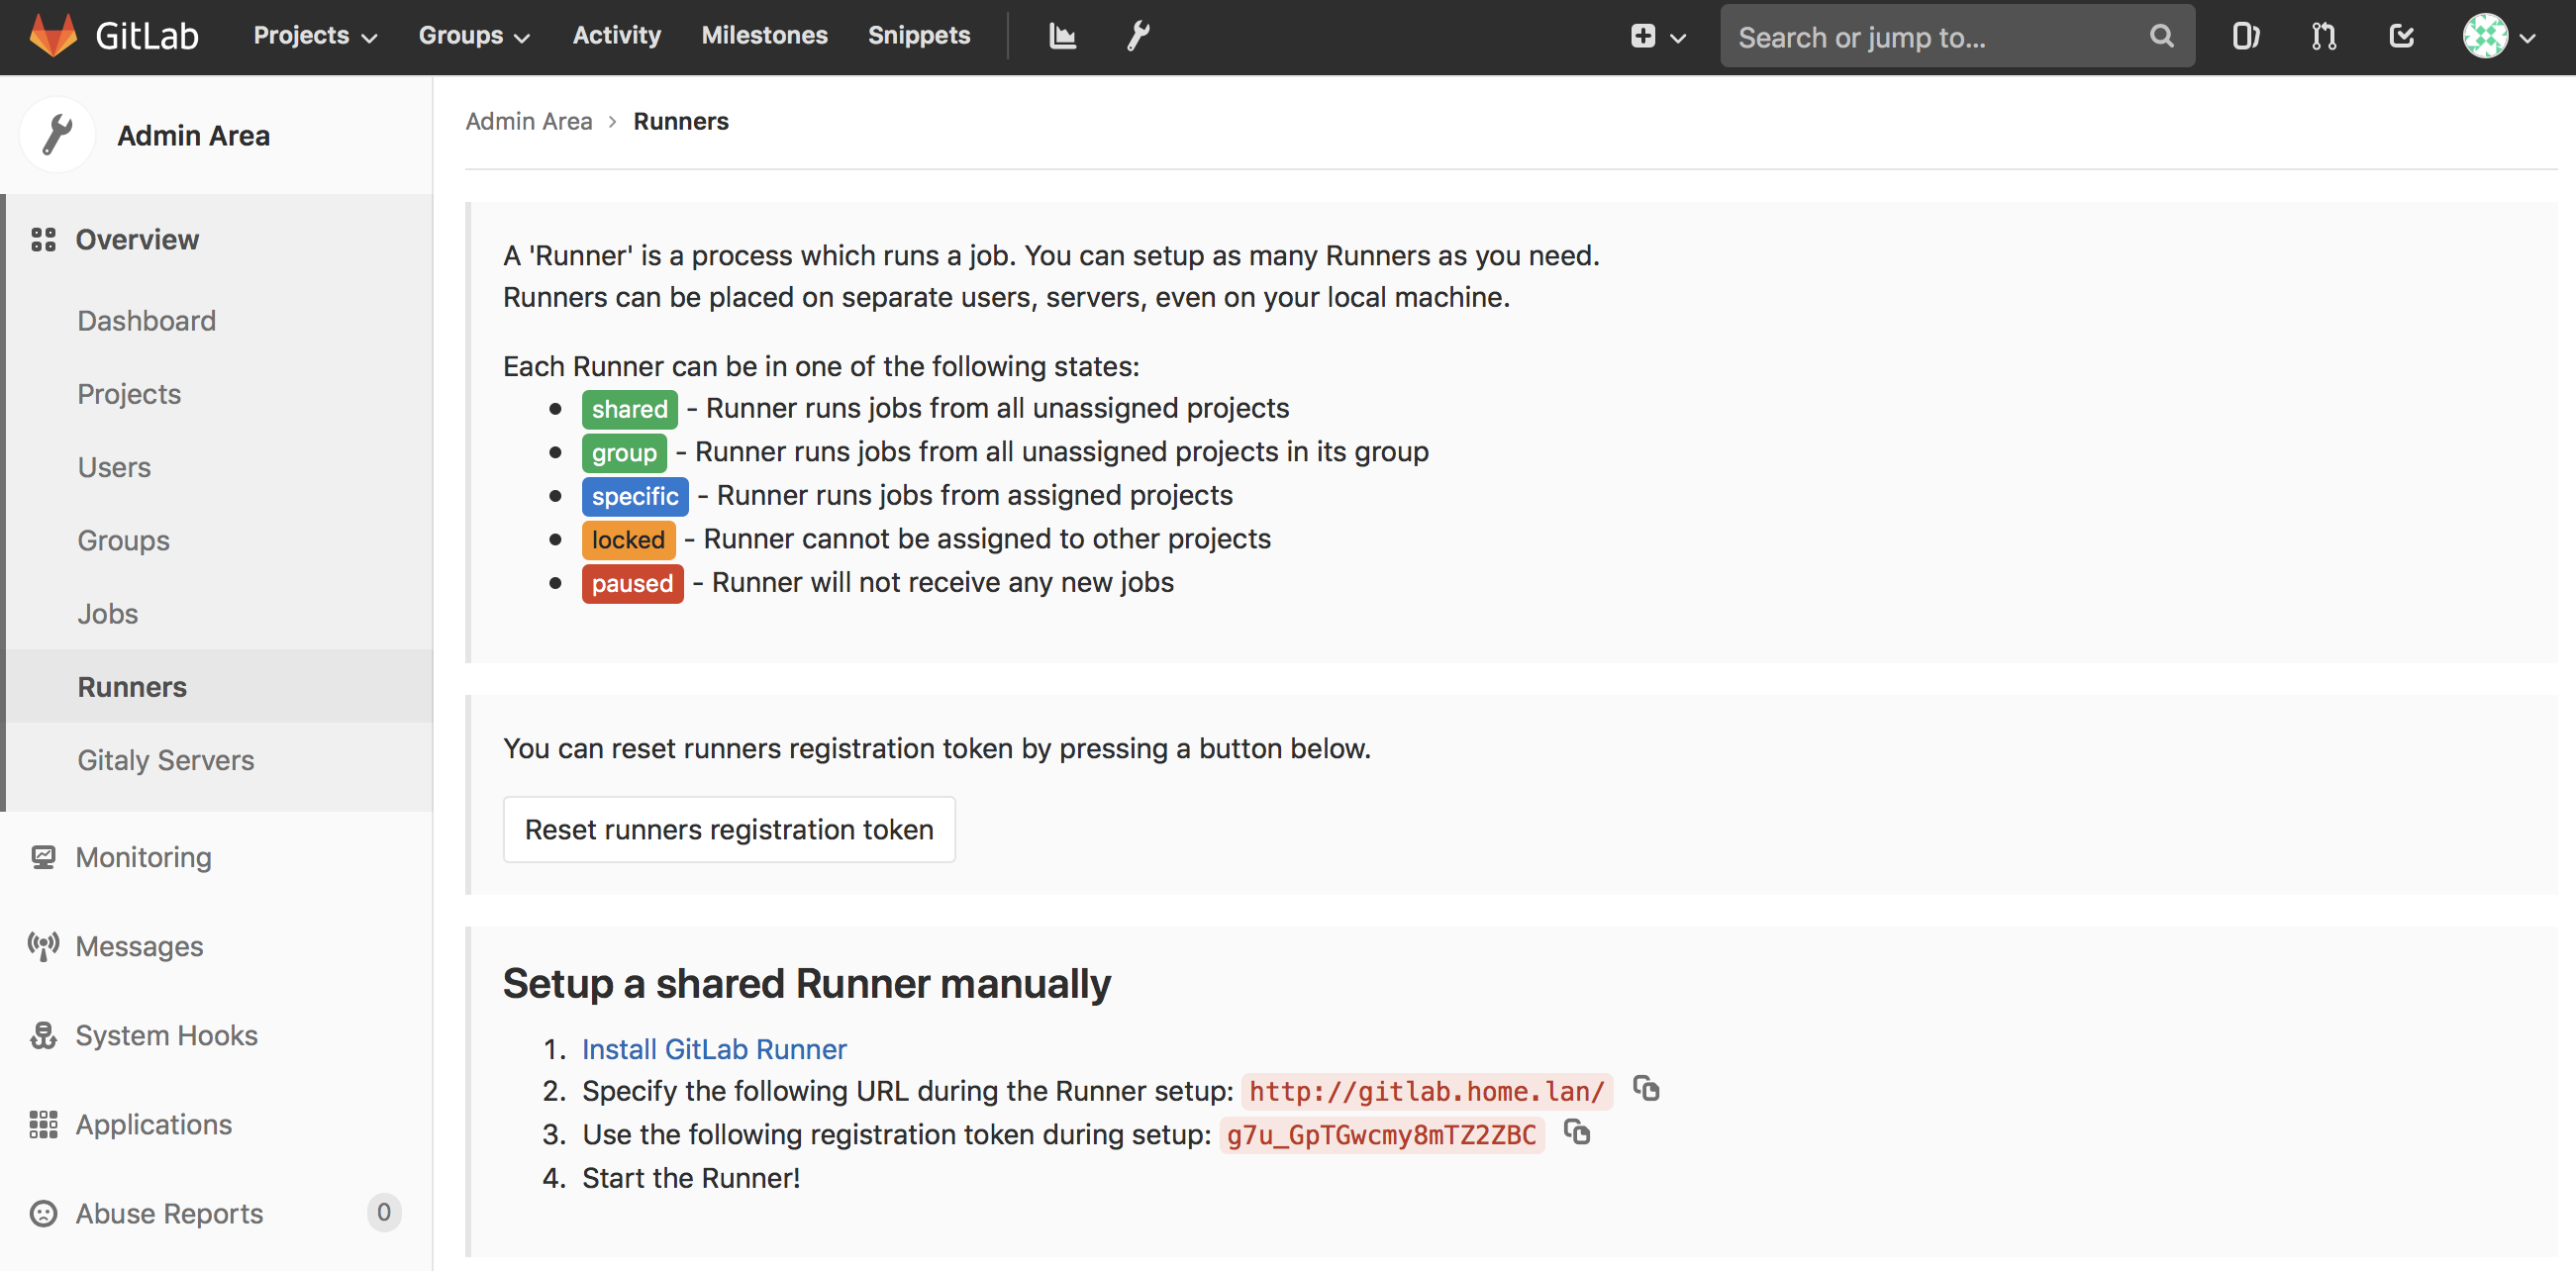 GitLab Projects Groups Activity Milestones Snippets Search or jump to...
Admin Area
Overview
Dashboard
Projects
Users
Groups
Jobs
Runners
Gitaly Servers
Monitoring
Messages
System Hooks
Applications
Abuse Reports 0
Admin Area > Runners
A 'Runner' is a process which runs a job. You can setup as many Runners as you need.
Runners can be placed on separate users, servers, even on your local machine.
Each Runner can be in one of the following states:
• shared - Runner runs jobs from all unassigned projects
• group - Runner runs jobs from all unassigned projects in its group
• specific - Runner runs jobs from assigned projects
• locked - Runner cannot be assigned to other projects
• paused - Runner will not receive any new jobs
You can reset runners registration token by pressing a button below.
Reset runners registration token
Setup a shared Runner manually
1. Install GitLab Runner
2. Specify the following URL during the Runner setup: http://gitlab.home.lan/
3. Use the following registration token during setup: g7u_GpTGwcmy8mTZ2ZBC
4. Start the Runner!